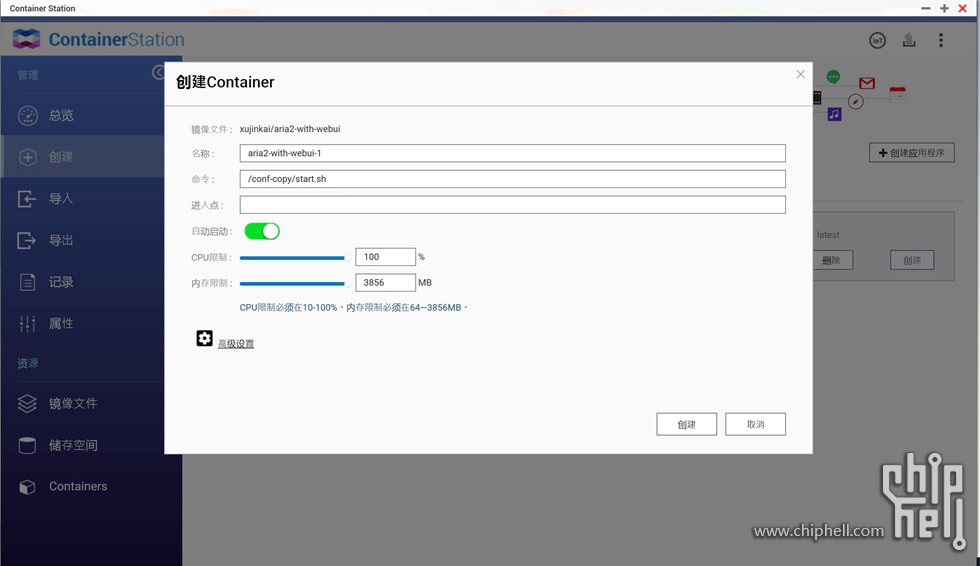 Container Station
ContainerStation
IoT
管理
总览
创建
导入
导出
记录
属性
资源
镜像文件
储存空间
Containers
创建Container
镜像文件： xujinkai/aria2-with-webui
名称： aria2-with-webui-1
命令： /conf-copy/start.sh
进入点：
自动启动：
CPU限制： 100 %
内存限制： 3856 MB
CPU限制必须在10-100%。内存限制必须在64—3856MB。
高级设置
创建 取消
+ 创建应用程序
latest
删除 创建
chip hell
www.chiphell.com